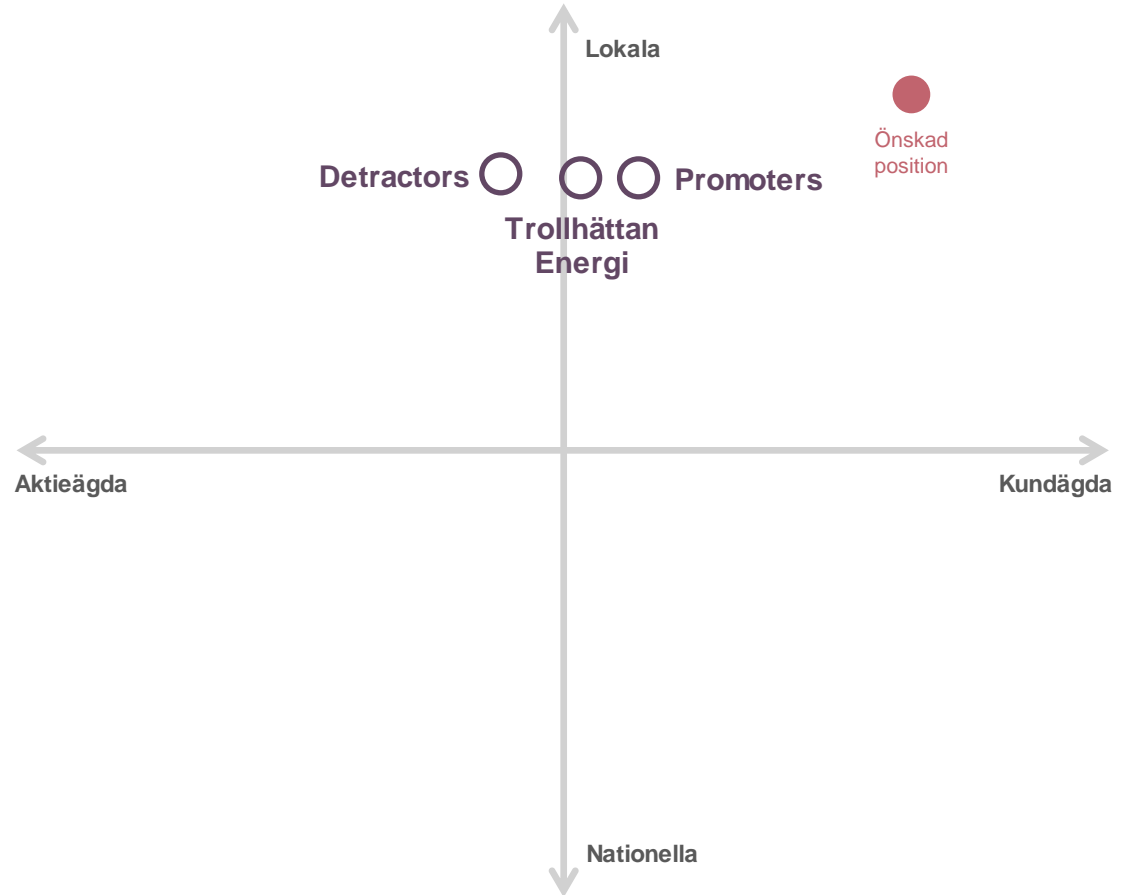 Lokala
Önskad
position
Detractors
Promoters
Trollhättan
Energi
Aktieägda
Kundägda
Nationella